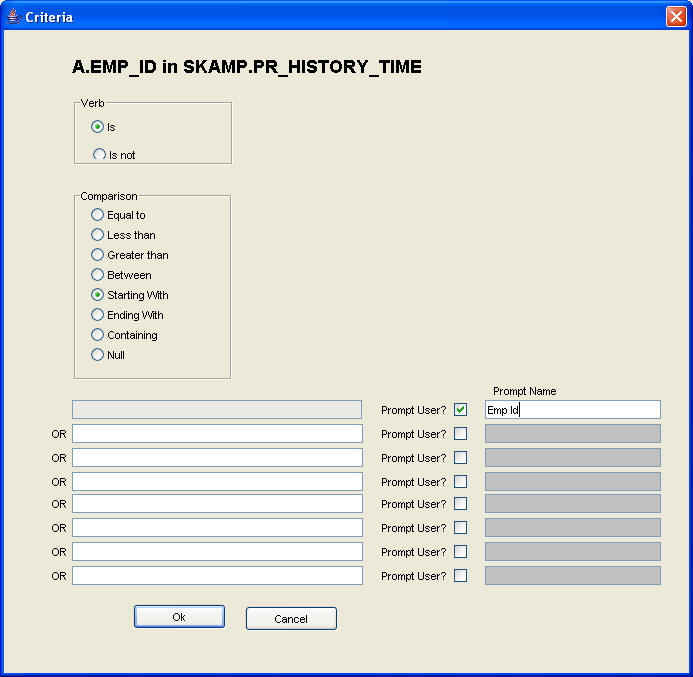 Criteria
A.EMP_ID in SKAMP.PR_HISTORY_TIME
Verb
Is
Is not
Comparison
Equal to
Less than
Greater than
Between
Starting With
Ending With
Containing
Null
Prompt Name
Prompt User? Emp Id
OR Prompt User?
OR Prompt User?
OR Prompt User?
OR Prompt User?
OR Prompt User?
OR Prompt User?
OR Prompt User?
Ok Cancel